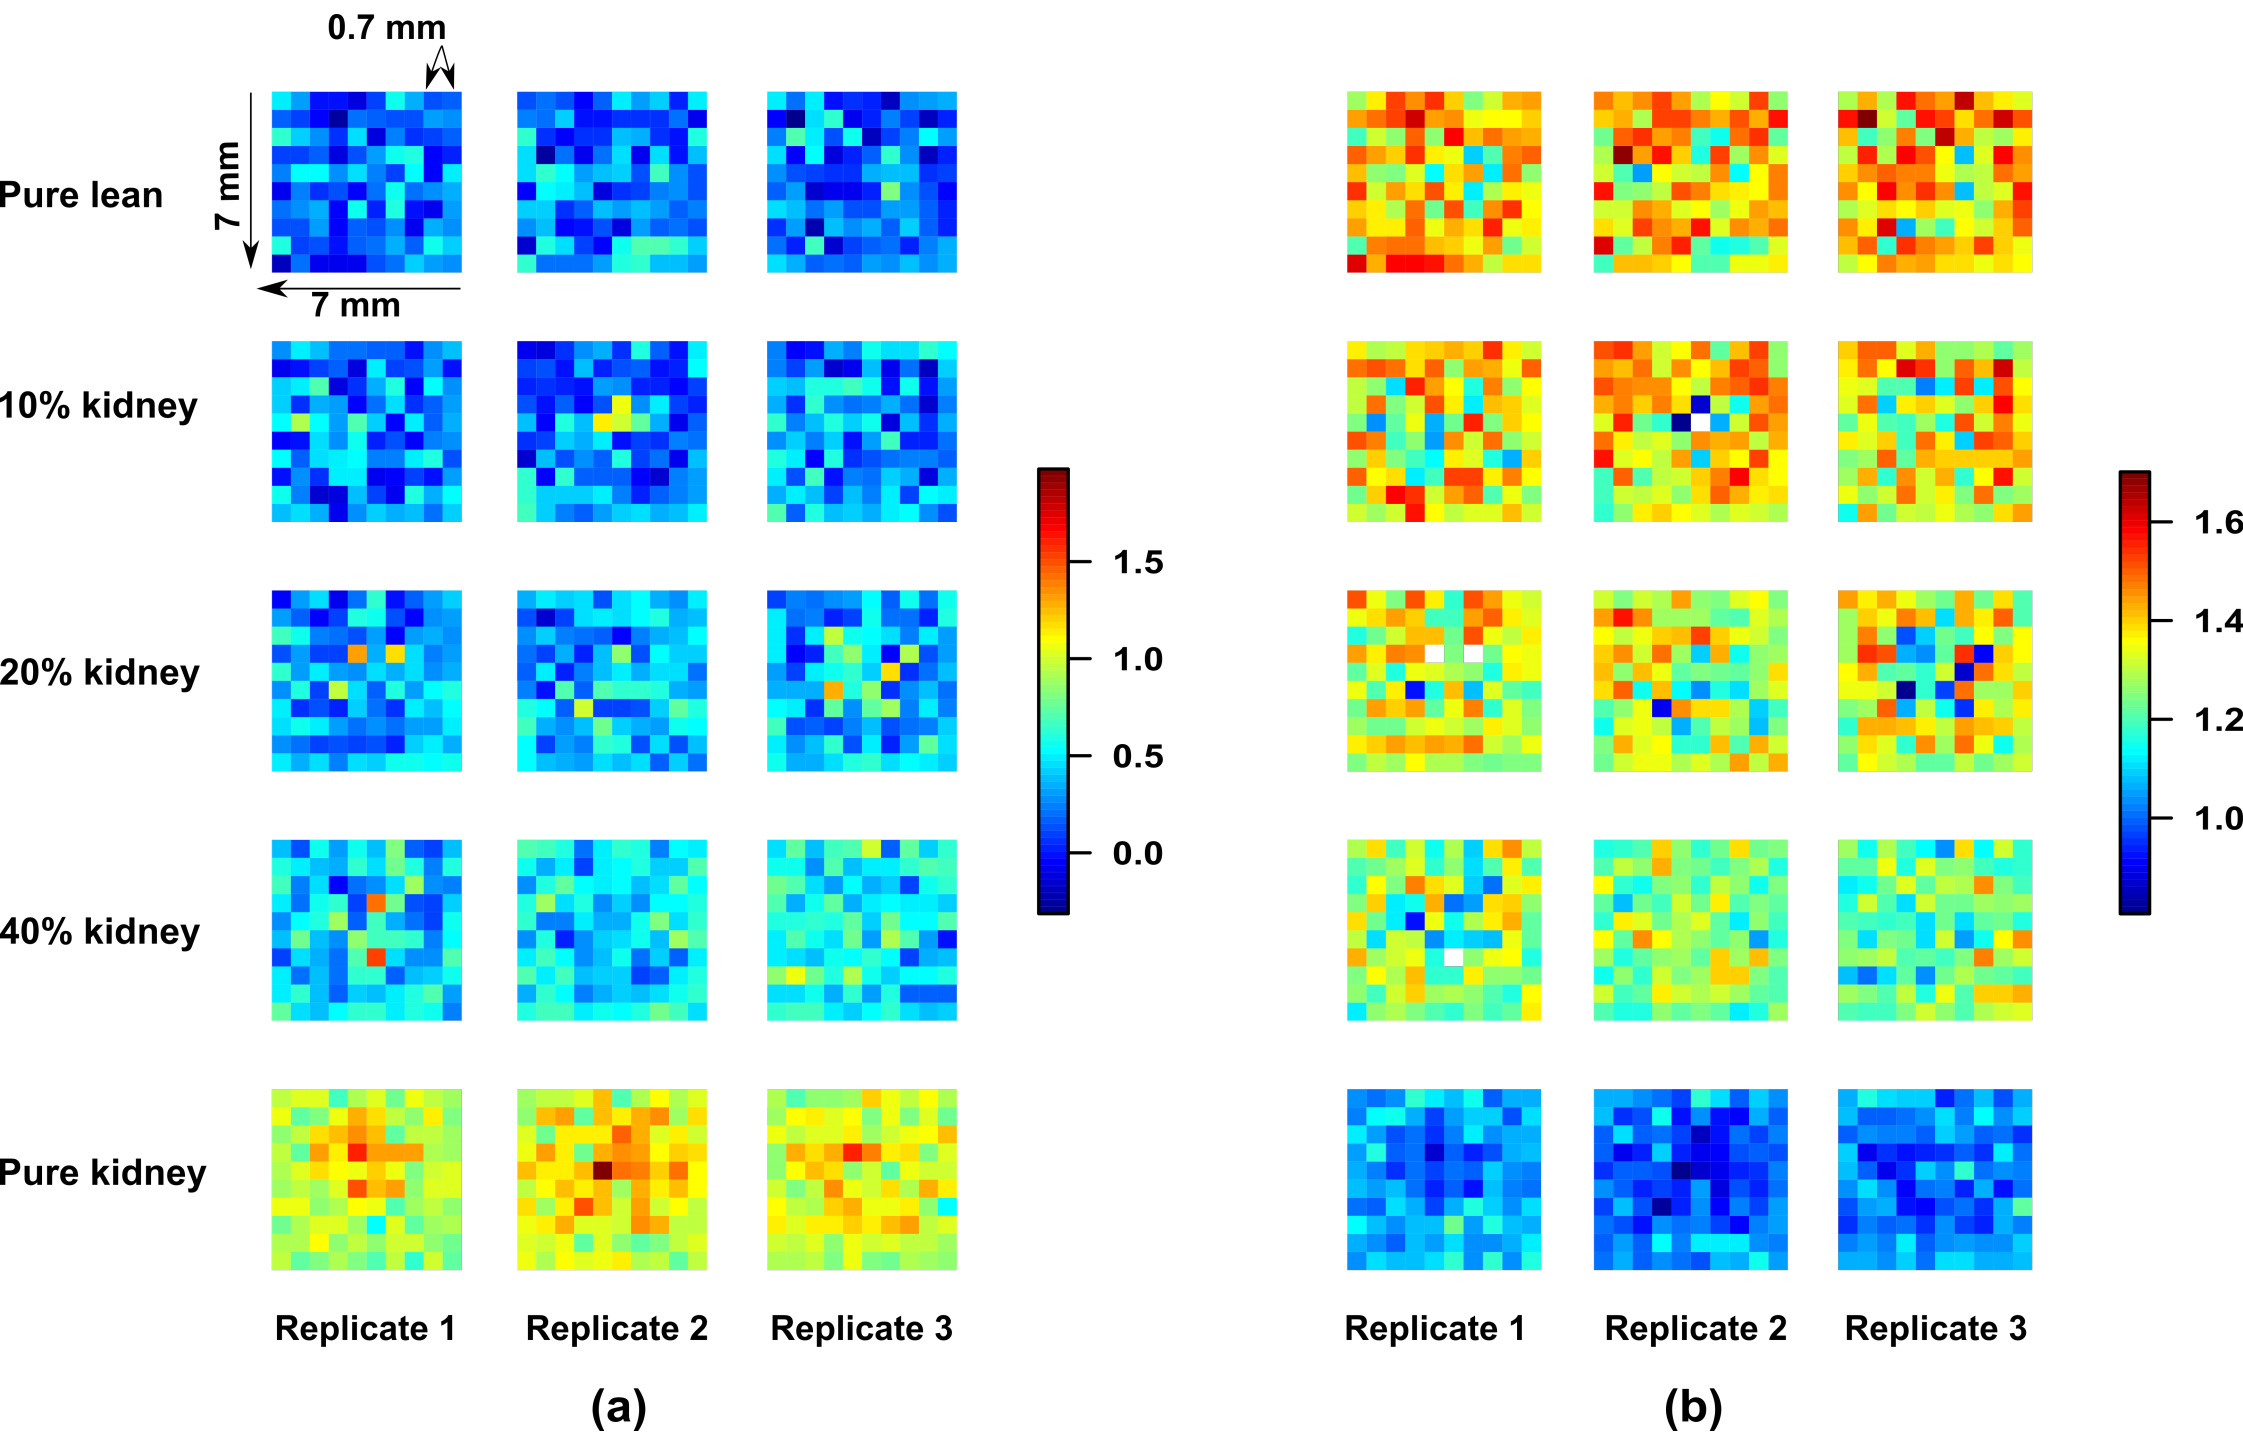 0.7 mm
7 mm
7 mm
Pure lean
10% kidney
20% kidney
40% kidney
Pure kidney
1.5
1.0
0.5
0.0
1.6
1.4
1.2
1.0
Replicate 1 Replicate 2 Replicate 3
Replicate 1 Replicate 2 Replicate 3
(a)
(b)